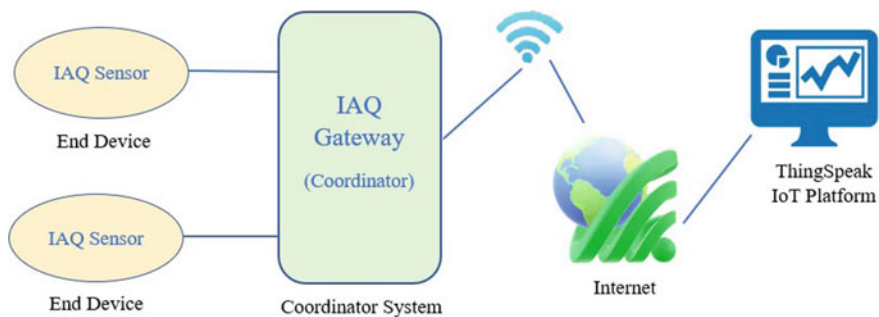 IAQ Sensor
End Device
IAQ Sensor
End Device
IAQ
Gateway
(Coordinator)
Coordinator System
Internet
ThingSpeak
IoT Platform